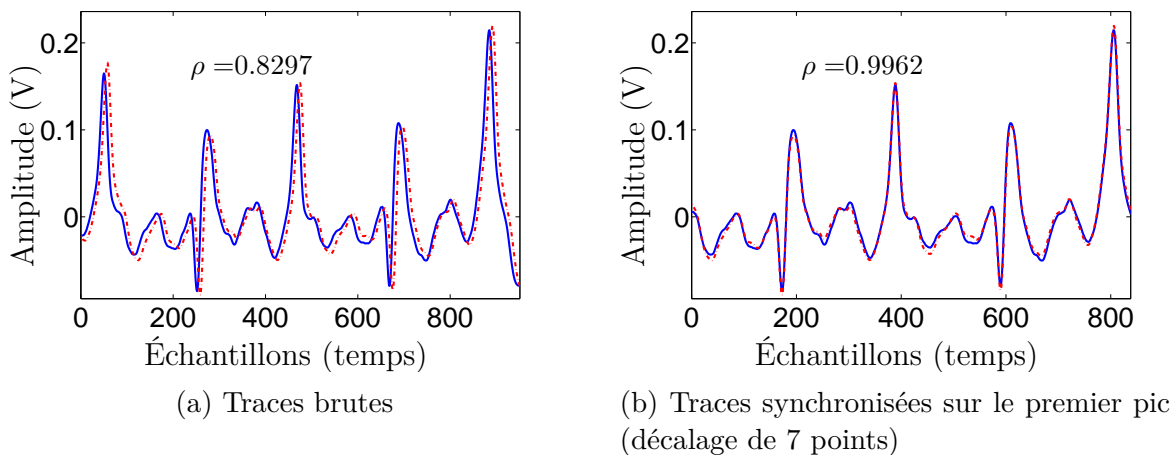 ρ =0.8297
Amplitude (V)
0.2
0.1
0
0 200 400 600 800
Échantillons (temps)
(a) Traces brutes
ρ =0.9962
Amplitude (V)
0.2
0.1
0
0 200 400 600 800
Échantillons (temps)
(b) Traces synchronisées sur le premier pic
(décalage de 7 points)